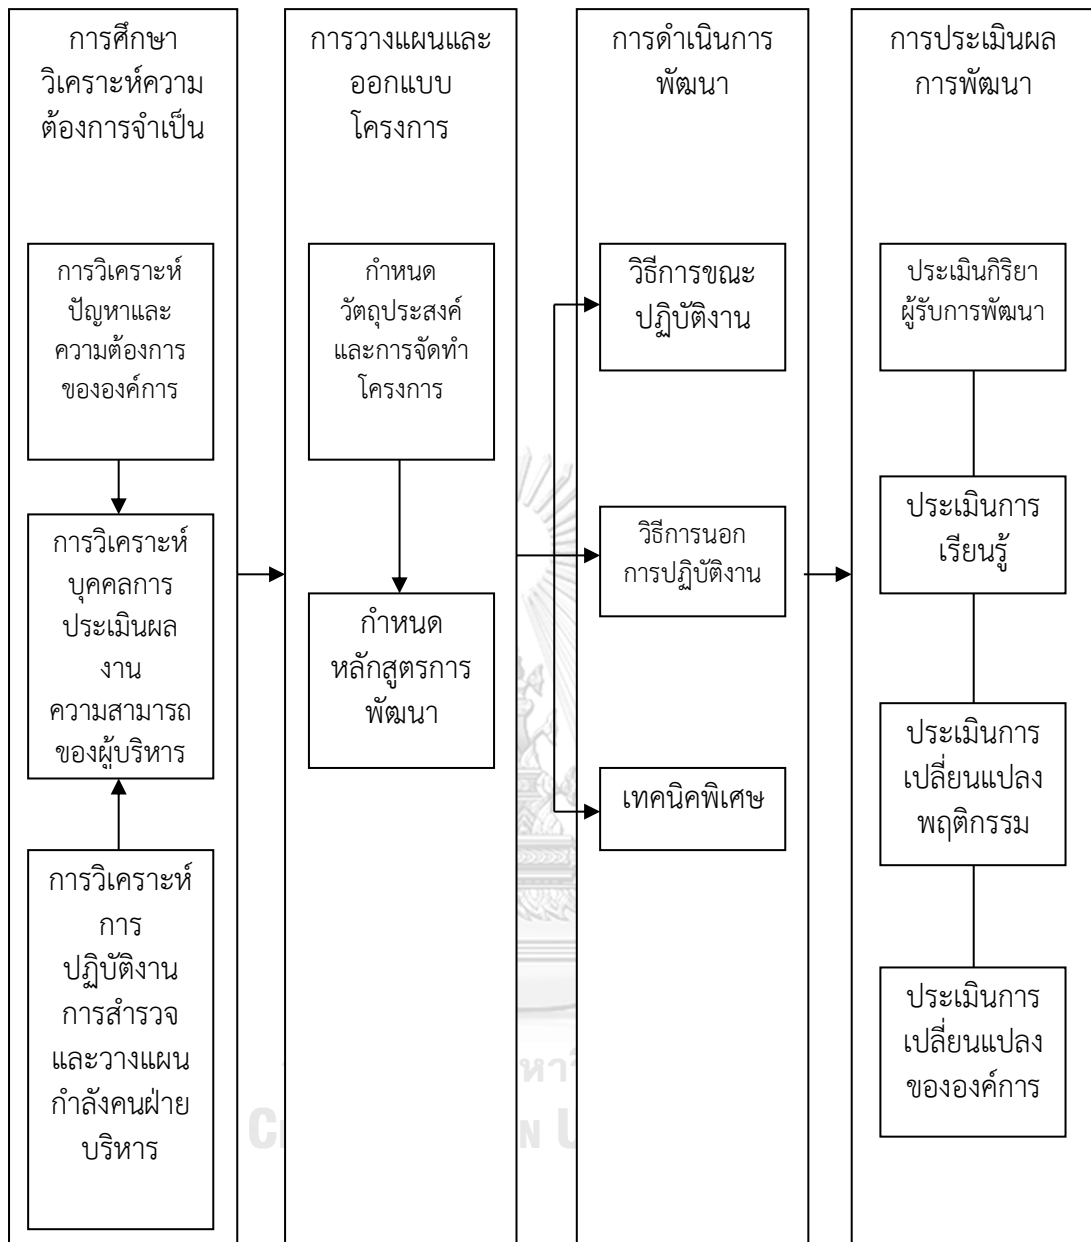 การศึกษา
วิเคราะห์ความ
ต้องการจำเป็น
การวิเคราะห์
ปัญหาและ
ความต้องการ
ขององค์การ
การวิเคราะห์
บุคคลการ
ประเมินผล
งาน
ความสามารถ
ของผู้บริหาร
การวิเคราะห์
การ
ปฏิบัติงาน
การสำรวจ
และวางแผน
กำลังคนฝ่าย
บริหาร
การวางแผนและ
ออกแบบ
โครงการ
กำหนด
วัตถุประสงค์
และการจัดทำ
โครงการ
กำหนด
หลักสูตรการ
พัฒนา
การดำเนินการ
พัฒนา
วิธีการขณะ
ปฏิบัติงาน
วิธีการนอก
การปฏิบัติงาน
เทคนิคพิเศษ
การประเมินผล
การพัฒนา
ประเมินกิริยา
ผู้รับการพัฒนา
ประเมินการ
เรียนรู้
ประเมินการ
เปลี่ยนแปลง
พฤติกรรม
ประเมินการ
เปลี่ยนแปลง
ขององค์การ